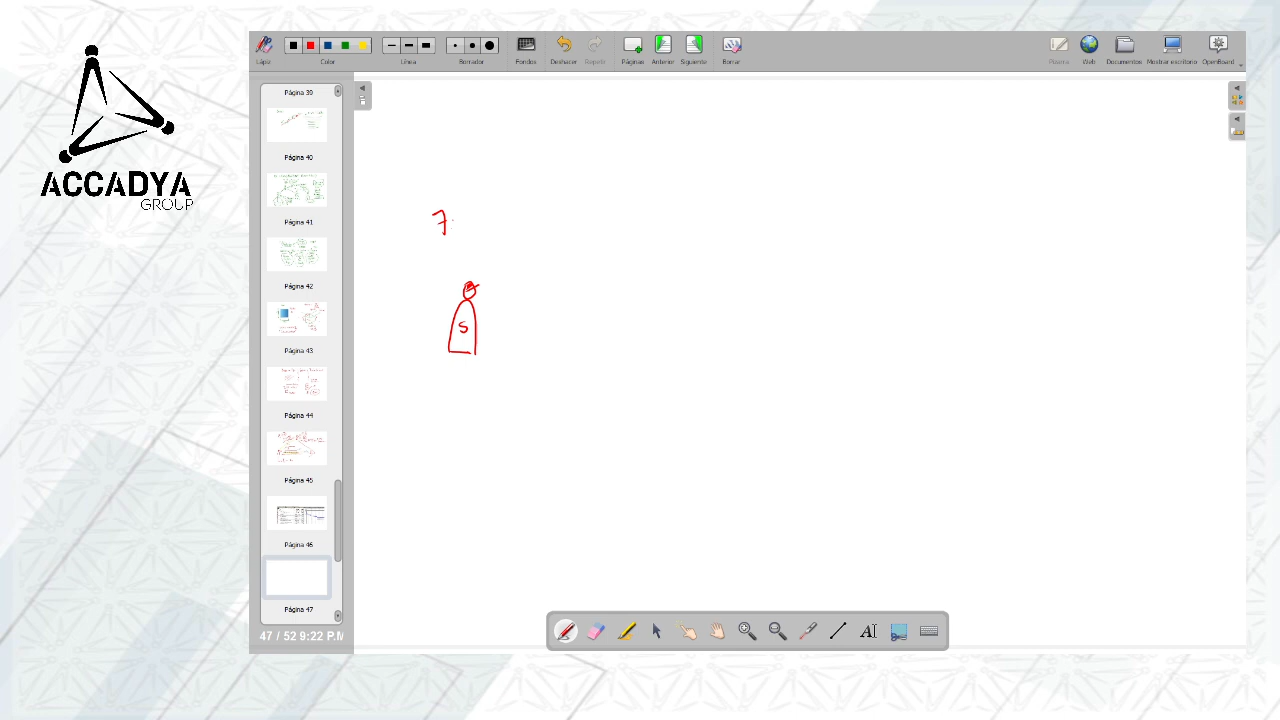 ACCADYA
GROUP
Lápiz
Color
Línea
Borrador
Fondos
Deshacer
Repetir
Páginas
Anterior
Siguiente
Borrar
Pizarra
Web
Documentos
Mostrar escritorio
OpenBoard
Página 39
Página 40
Página 41
Página 42
Página 43
Página 44
Página 45
Página 46
Página 47
47 / 52 9:22 P.M
7
S
AI